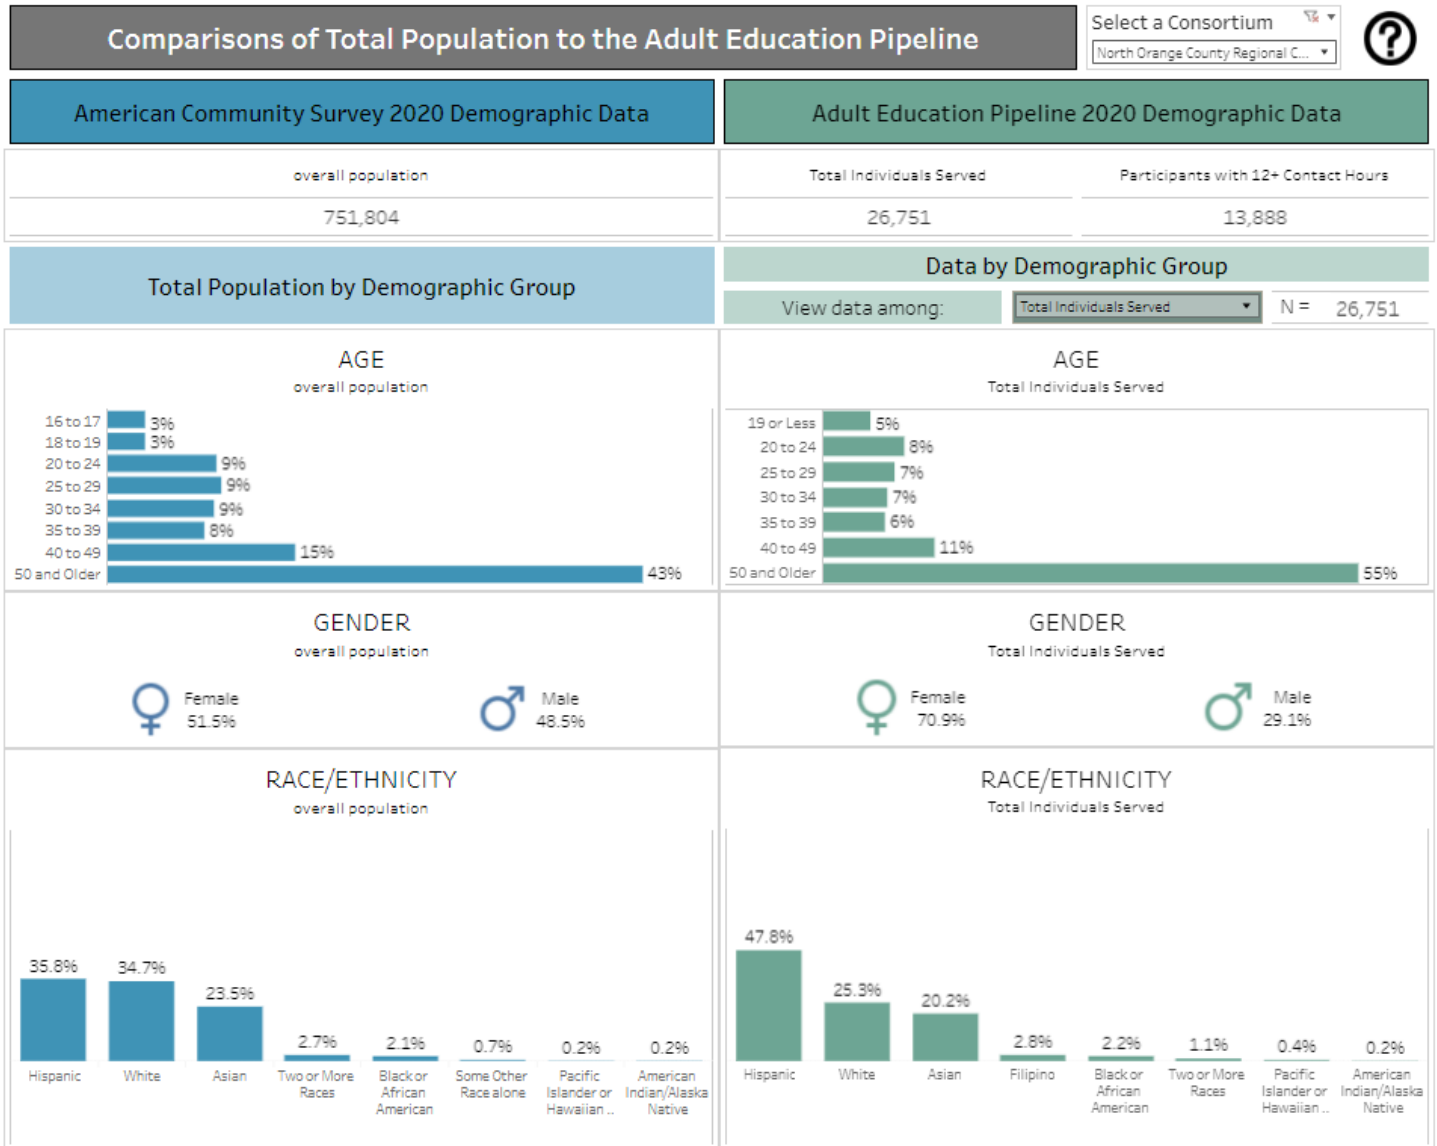 Comparisons of Total Population to the Adult Education Pipeline
Select a Consortium
North Orange County Regional C...
American Community Survey 2020 Demographic Data
Adult Education Pipeline 2020 Demographic Data
overall population
751,804
Total Individuals Served
26,751
Participants with 12+ Contact Hours
13,888
Total Population by Demographic Group
Data by Demographic Group
View data among:
Total Individuals Served
N = 26,751
AGE
overall population
16 to 17 3%
18 to 19 3%
20 to 24 9%
25 to 29 9%
30 to 34 9%
35 to 39 8%
40 to 49 15%
50 and Older 43%
AGE
Total Individuals Served
19 or Less 5%
20 to 24 8%
25 to 29 7%
30 to 34 7%
35 to 39 6%
40 to 49 11%
50 and Older 55%
GENDER
overall population
Female
51.5%
Male
48.5%
GENDER
Total Individuals Served
Female
70.9%
Male
29.1%
RACE/ETHNICITY
overall population
35.8%
34.7%
23.5%
2.7%
2.1%
0.7%
0.2%
0.2%
Hispanic
White
Asian
Two or More
Races
Black or
African
American
Some Other
Race alone
Pacific
Islander or
Hawaiian ..
American
Indian/Alaska
Native
RACE/ETHNICITY
Total Individuals Served
47.8%
25.3%
20.2%
2.8%
2.2%
1.1%
0.4%
0.2%
Hispanic
White
Asian
Filipino
Black or
African
American
Two or More
Races
Pacific
Islander or
Hawaiian ..
American
Indian/Alaska
Native